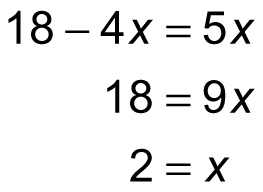 18 − 4x = 5x
18 = 9x
2 = x